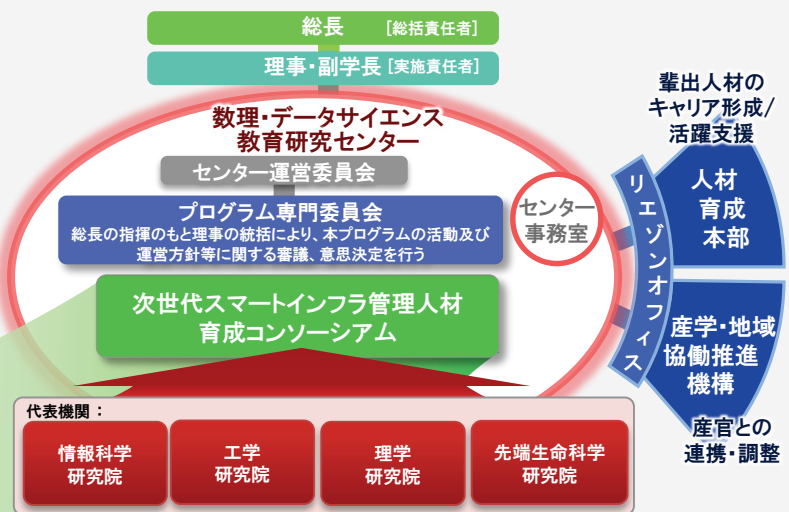 総長 [総括責任者]
理事・副学長 [実施責任者]
数理・データサイエンス
教育研究センター
センター運営委員会
プログラム専門委員会
総長の指揮のもと理事の統括により、本プログラムの活動及び
運営方針等に関する審議、意思決定を行う
センター
事務室
次世代スマートインフラ管理人材
育成コンソーシアム
代表機関：
情報科学
研究院
工学
研究院
理学
研究院
先端生命科学
研究院
リエゾンオフィス
輩出人材の
キャリア形成/
活躍支援
人材
育成
本部
産学・地域
協働推進
機構
産官との
連携・調整